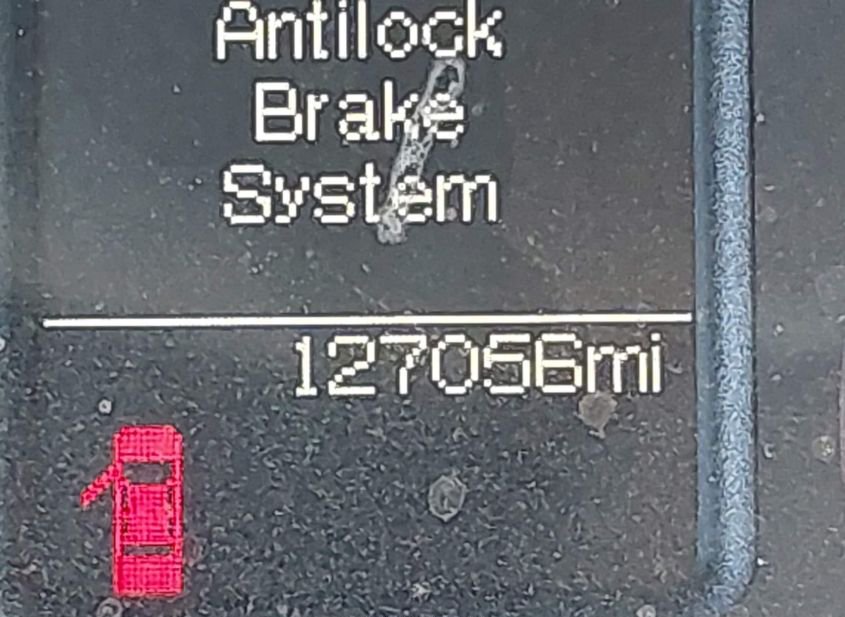 Antilock
Brake
System
127056mi